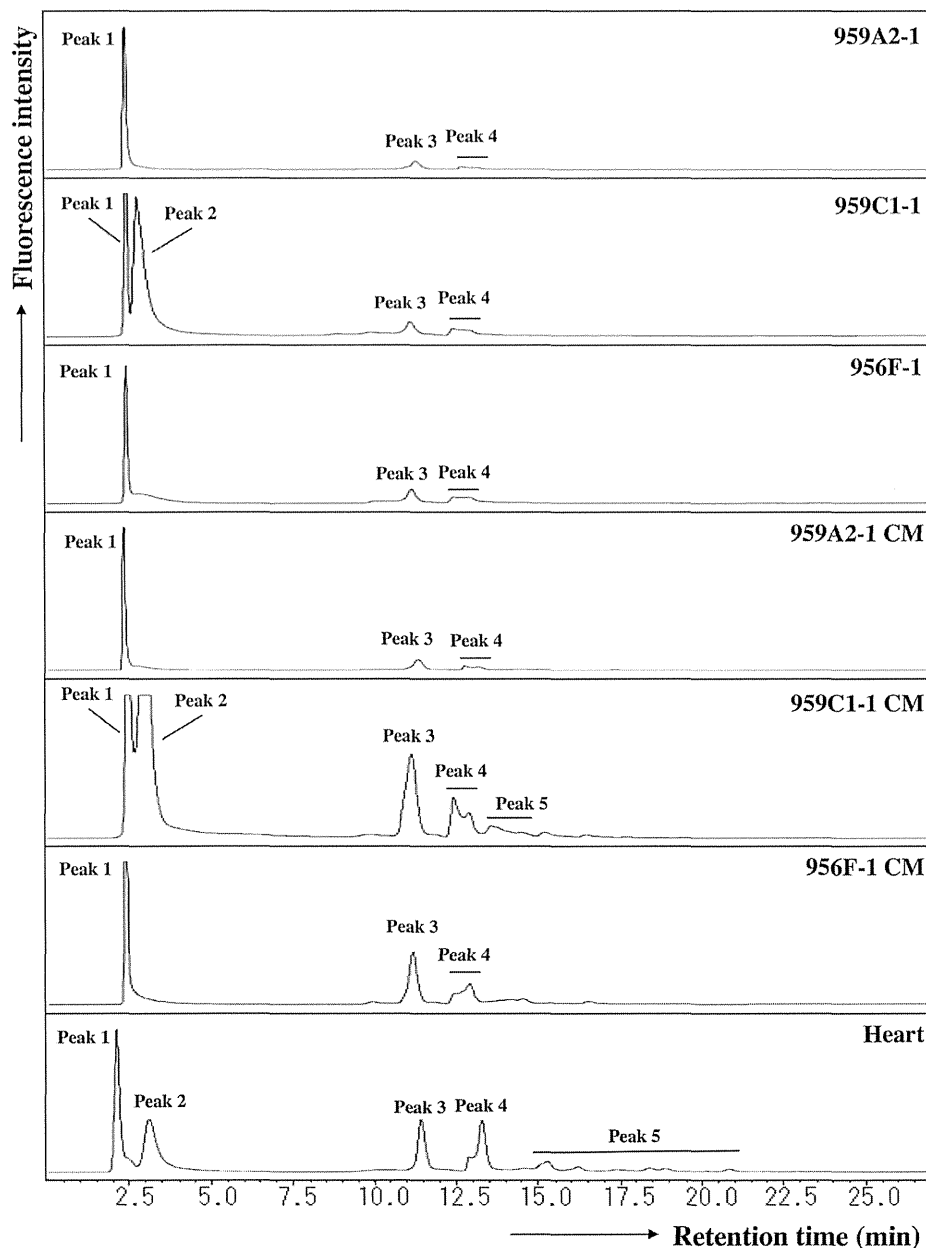 Fluorescence intensity
959A2-1
Peak 1
Peak 3
Peak 4
959C1-1
Peak 1
Peak 2
Peak 3
Peak 4
956F-1
Peak 1
Peak 3
Peak 4
959A2-1 CM
Peak 1
Peak 3
Peak 4
959C1-1 CM
Peak 1
Peak 2
Peak 3
Peak 4
Peak 5
956F-1 CM
Peak 1
Peak 3
Peak 4
Heart
Peak 1
Peak 2
Peak 3
Peak 4
Peak 5
2.5 5.0 7.5 10.0 12.5 15.0 17.5 20.0 22.5 25.0
Retention time (min)